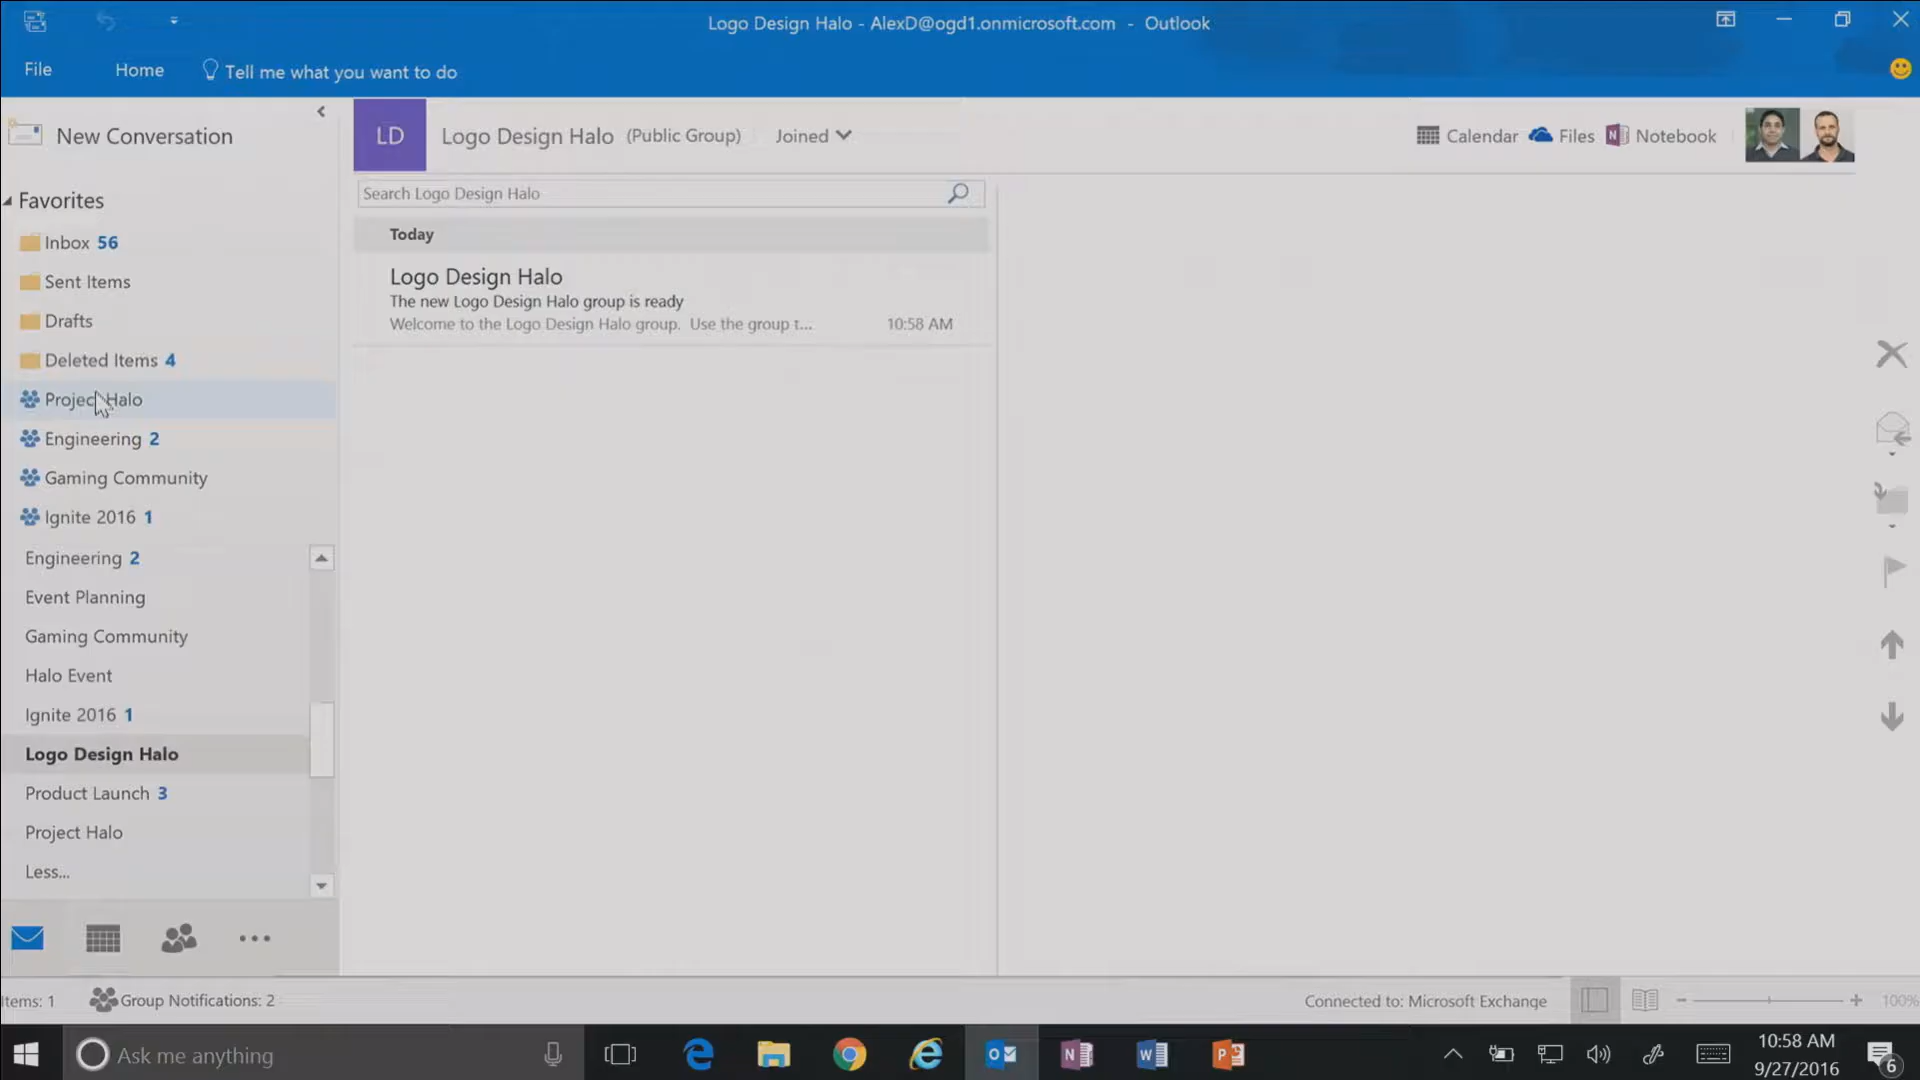 Logo Design Halo - AlexD@ogd1.onmicrosoft.com - Outlook
File Home Tell me what you want to do
New Conversation
LD Logo Design Halo (Public Group) Joined
Calendar Files Notebook
Search Logo Design Halo
Favorites
Inbox 56
Sent Items
Drafts
Deleted Items 4
Project Halo
Engineering 2
Gaming Community
Ignite 2016 1
Engineering 2
Event Planning
Gaming Community
Halo Event
Ignite 2016 1
Logo Design Halo
Product Launch 3
Project Halo
Less...
Today
Logo Design Halo
The new Logo Design Halo group is ready
Welcome to the Logo Design Halo group. Use the group t... 10:58 AM
Items: 1 Group Notifications: 2 Connected to: Microsoft Exchange 100%
Ask me anything
10:58 AM
9/27/2016
6